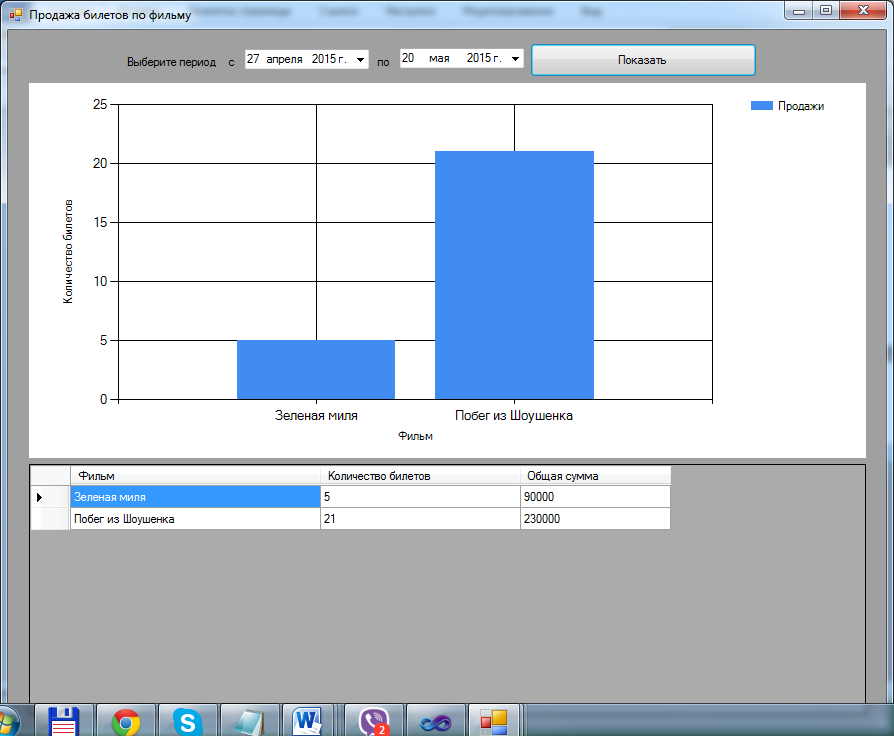 Продажа билетов по фильму
Выберите период с 27 апреля 2015 г. по 20 мая 2015 г. Показать
Продажи
25
20
15
10
5
0
Количество билетов
Зеленая миля Побег из Шоушенка
Фильм
Фильм Количество билетов Общая сумма
Зеленая миля 5 90000
Побег из Шоушенка 21 230000
2